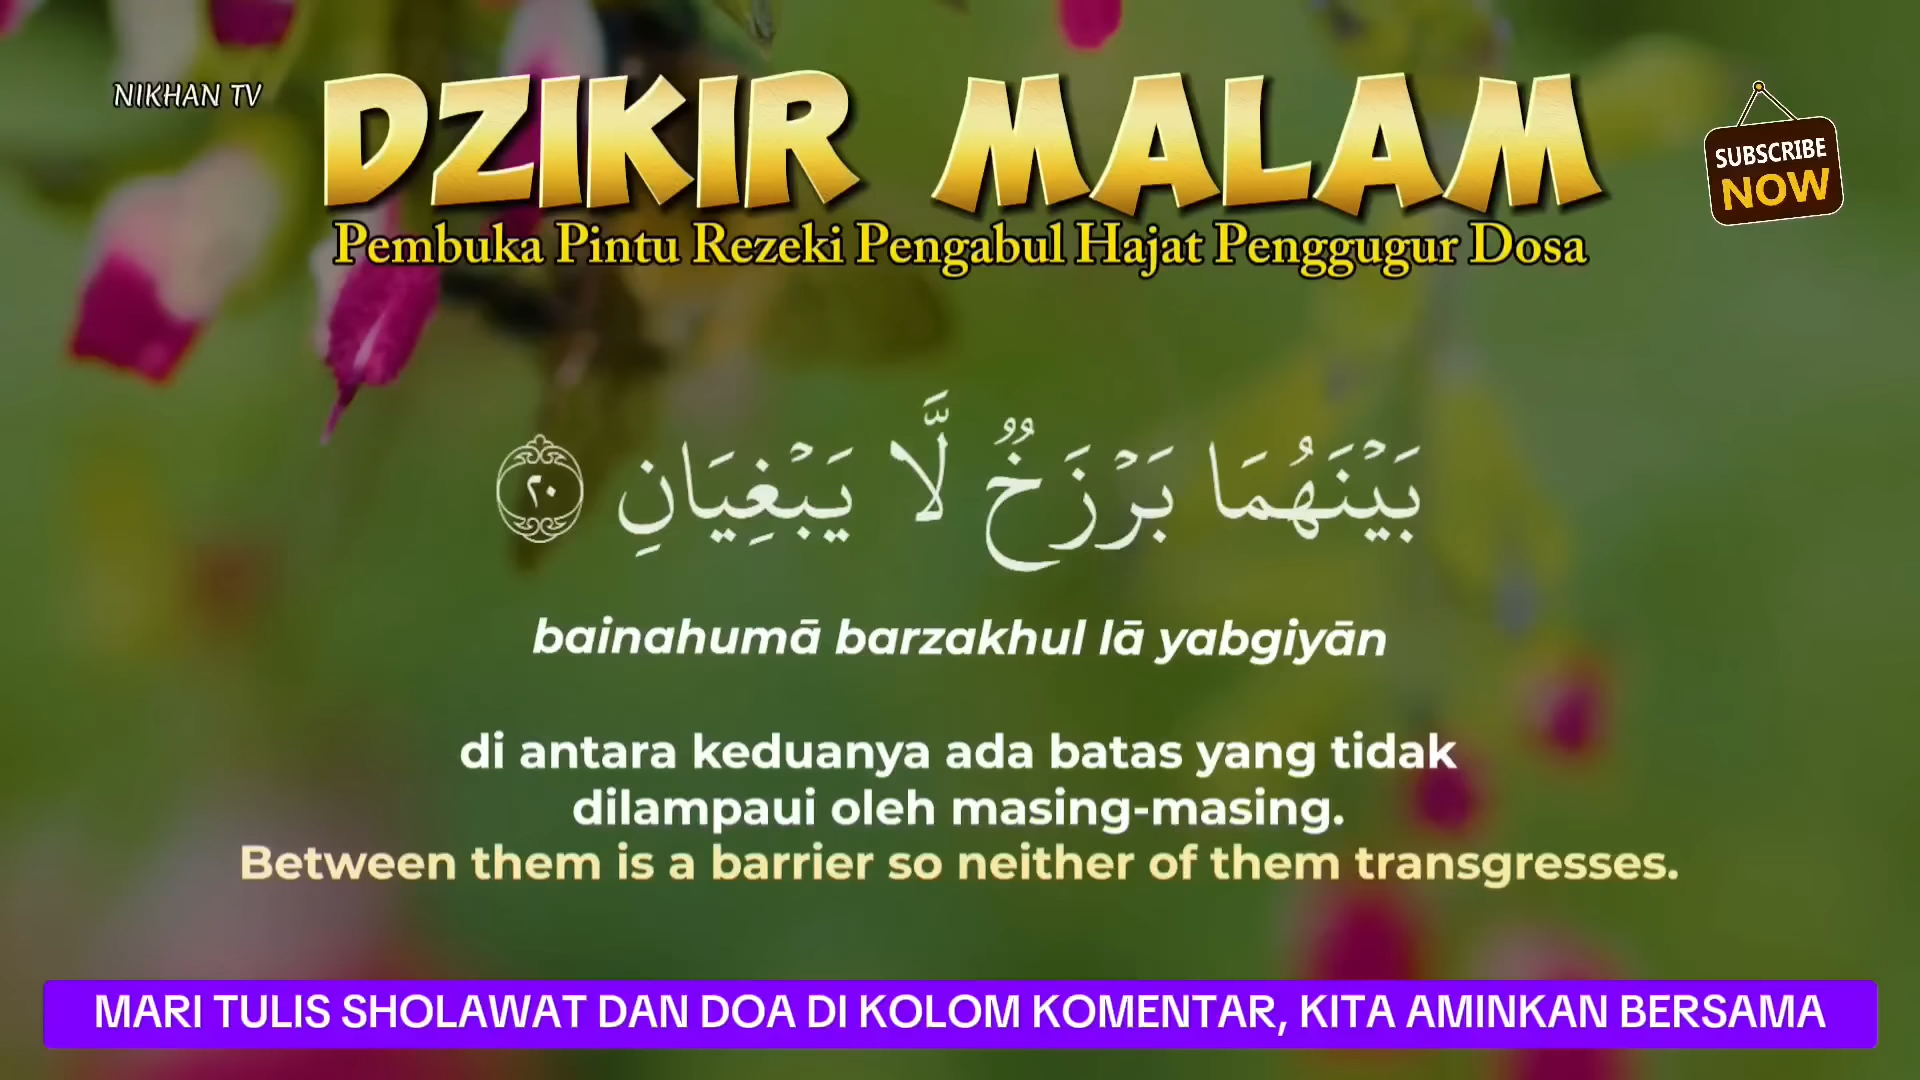 NIKHAN TV
DZIKIR MALAM
SUBSCRIBE
NOW
Pembuka Pintu Rezeki Pengabul Hajat Penggugur Dosa
بَيْنَهُمَا بَرْزَخٌ لَّا يَبْغِيَانِ ٢٠
bainahumā barzakhul lā yabgiyān
di antara keduanya ada batas yang tidak
dilampaui oleh masing-masing.
Between them is a barrier so neither of them transgresses.
MARI TULIS SHOLAWAT DAN DOA DI KOLOM KOMENTAR, KITA AMINKAN BERSAMA